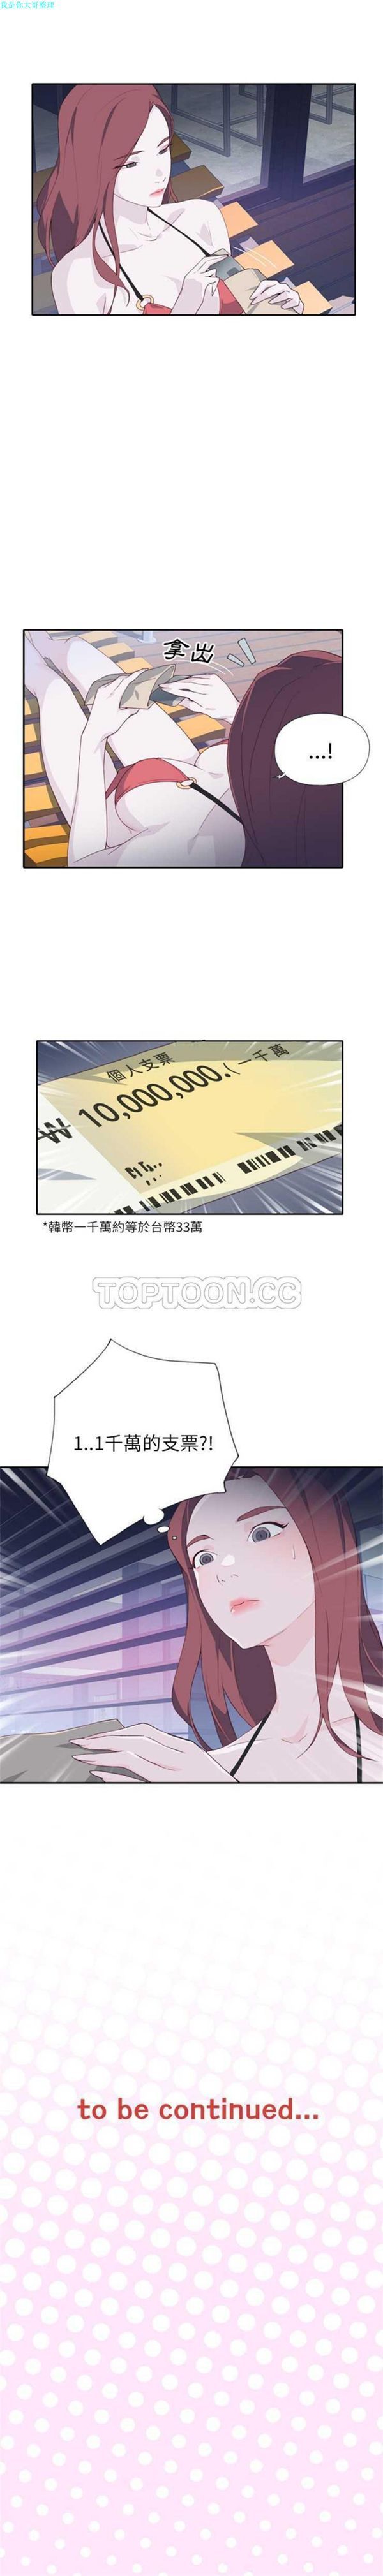 我是你大哥整理
拿出
...!
個人支票
₩ 10,000,000.(一千萬
*韓幣一千萬約等於台幣33萬
TOPTOON.CC
1..1千萬的支票?!
to be continued...